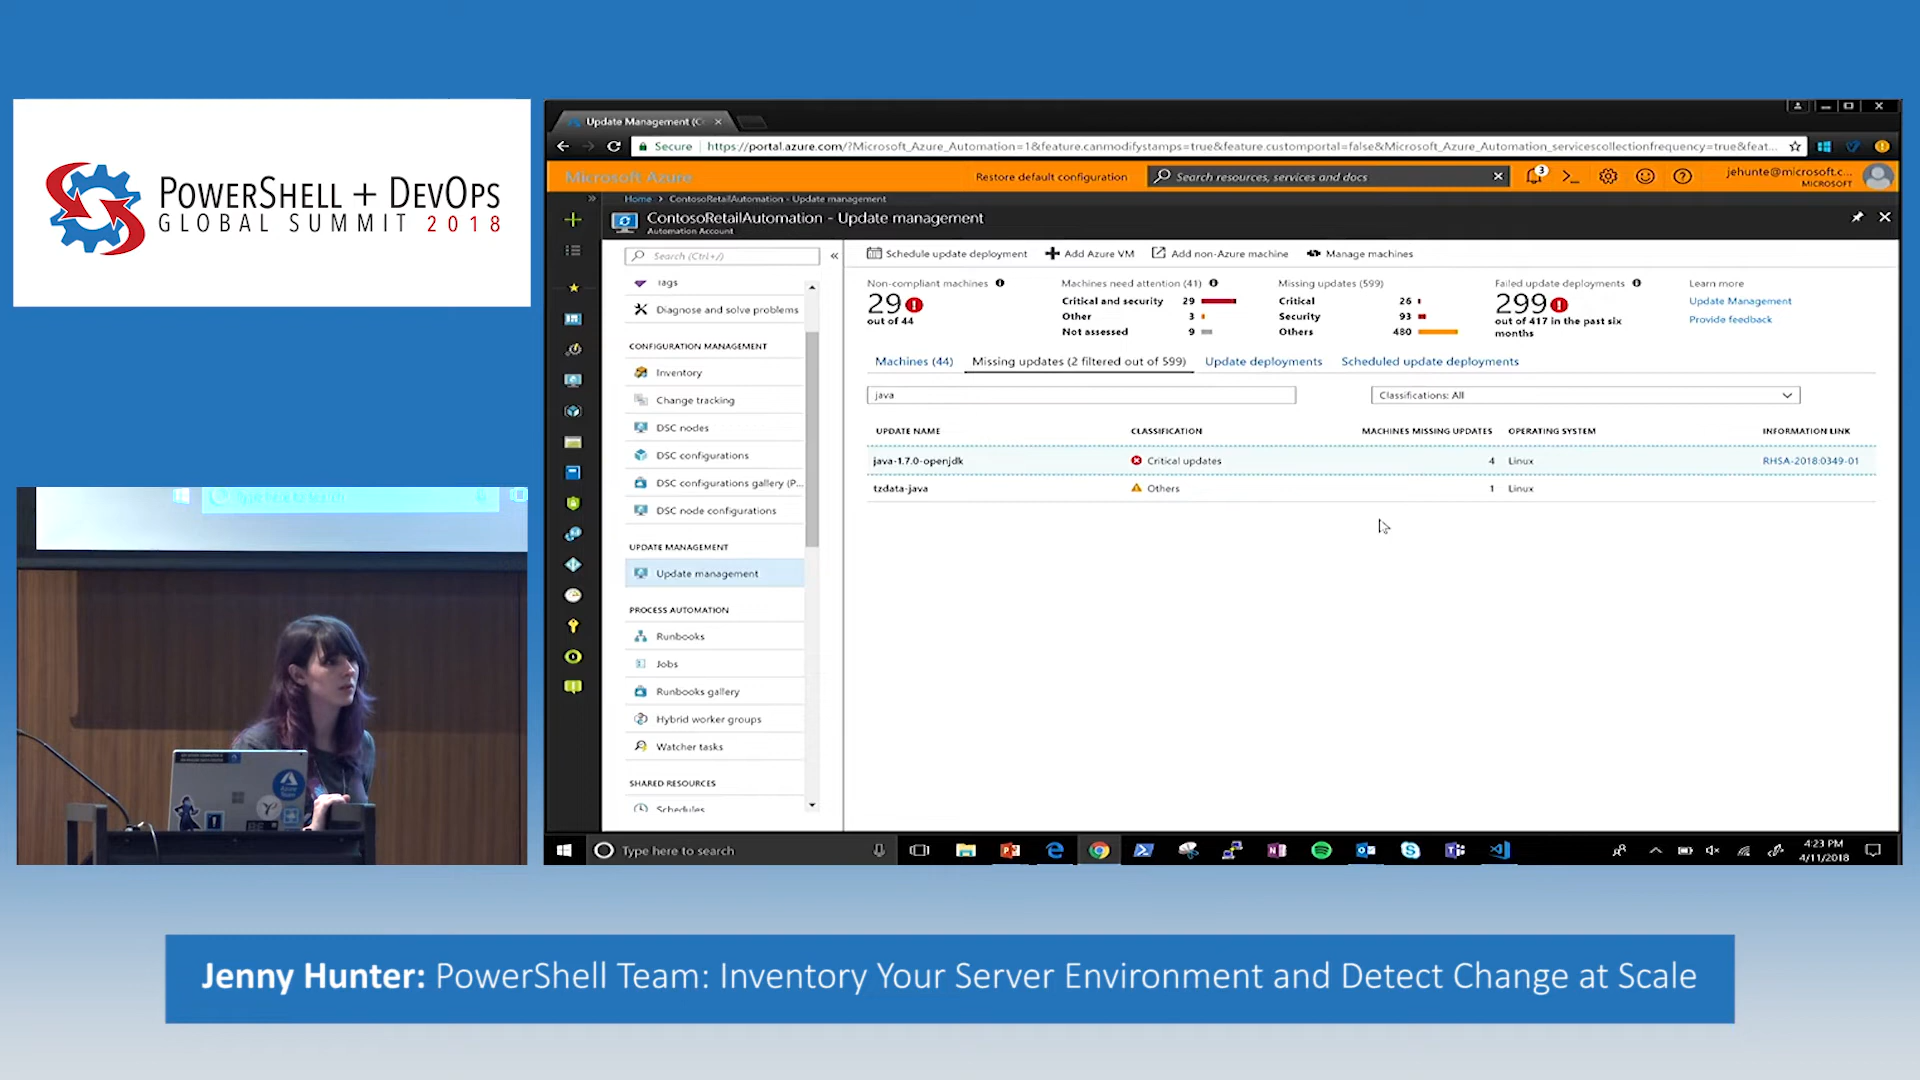 POWERSHELL + DEVOPS
GLOBAL SUMMIT 2018
Update Management (C
Secure
https://portal.azure.com/?Microsoft_Azure_Automation=1&feature.canmodifystamps=true&feature.customportal=false&Microsoft_Azure_Automation_servicescollectionfrequency=true&feat...
Microsoft Azure
Restore default configuration
Search resources, services and docs
3
jehunte@microsoft.c...
MICROSOFT
Home > ContosoRetailAutomation - Update management
ContosoRetailAutomation - Update management
Automation Account
Search (Ctrl+/)
Tags
Diagnose and solve problems
CONFIGURATION MANAGEMENT
Inventory
Change tracking
DSC nodes
DSC configurations
DSC configurations gallery (P...
DSC node configurations
UPDATE MANAGEMENT
Update management
PROCESS AUTOMATION
Runbooks
Jobs
Runbooks gallery
Hybrid worker groups
Watcher tasks
SHARED RESOURCES
Schedules
Schedule update deployment
Add Azure VM
Add non-Azure machine
Manage machines
Non-compliant machines
29
out of 44
Machines need attention (41)
Critical and security 29
Other 3
Not assessed 9
Missing updates (599)
Critical 26
Security 93
Others 480
Failed update deployments
299
out of 417 in the past six
months
Learn more
Update Management
Provide feedback
Machines (44)
Missing updates (2 filtered out of 599)
Update deployments
Scheduled update deployments
java
Classifications: All
UPDATE NAME CLASSIFICATION MACHINES MISSING UPDATES OPERATING SYSTEM INFORMATION LINK
java-1.7.0-openjdk Critical updates 4 Linux RHSA-2018:0349-01
tzdata-java Others 1 Linux
Type here to search
4:23 PM
4/11/2018
Jenny Hunter: PowerShell Team: Inventory Your Server Environment and Detect Change at Scale